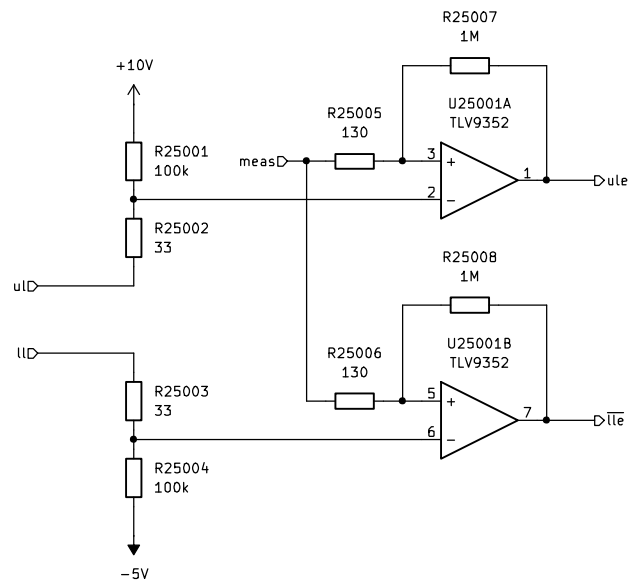 R25007
1M
+10V
U25001A
TLV9352
R25005
130
R25001
100k
meas
3
+
1
ule
2
−
R25002
33
R25008
1M
ul
U25001B
TLV9352
ll
R25006
130
R25003
33
5
+
7
lle
6
−
R25004
100k
−5V